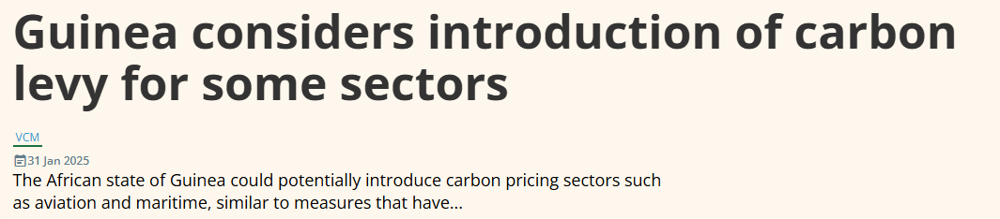 Guinea considers introduction of carbon
levy for some sectors
VCM
31 Jan 2025
The African state of Guinea could potentially introduce carbon pricing sectors such
as aviation and maritime, similar to measures that have...